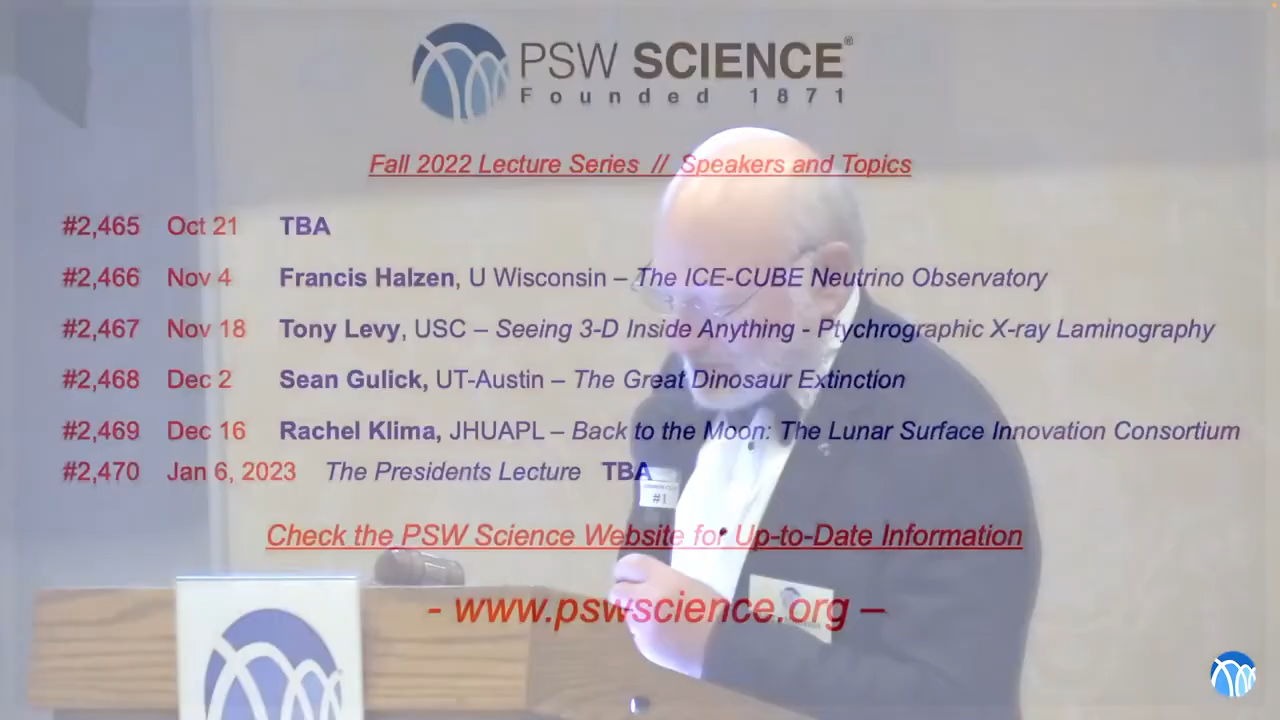 PSW SCIENCE®
Founded 1871
Fall 2022 Lecture Series // Speakers and Topics
#2,465 Oct 21 TBA
#2,466 Nov 4 Francis Halzen, U Wisconsin – The ICE-CUBE Neutrino Observatory
#2,467 Nov 18 Tony Levy, USC – Seeing 3-D Inside Anything - Ptychrographic X-ray Laminography
#2,468 Dec 2 Sean Gulick, UT-Austin – The Great Dinosaur Extinction
#2,469 Dec 16 Rachel Klima, JHUAPL – Back to the Moon: The Lunar Surface Innovation Consortium
#2,470 Jan 6, 2023 The Presidents Lecture TBA
#1
Check the PSW Science Website for Up-to-Date Information
- www.pswscience.org –